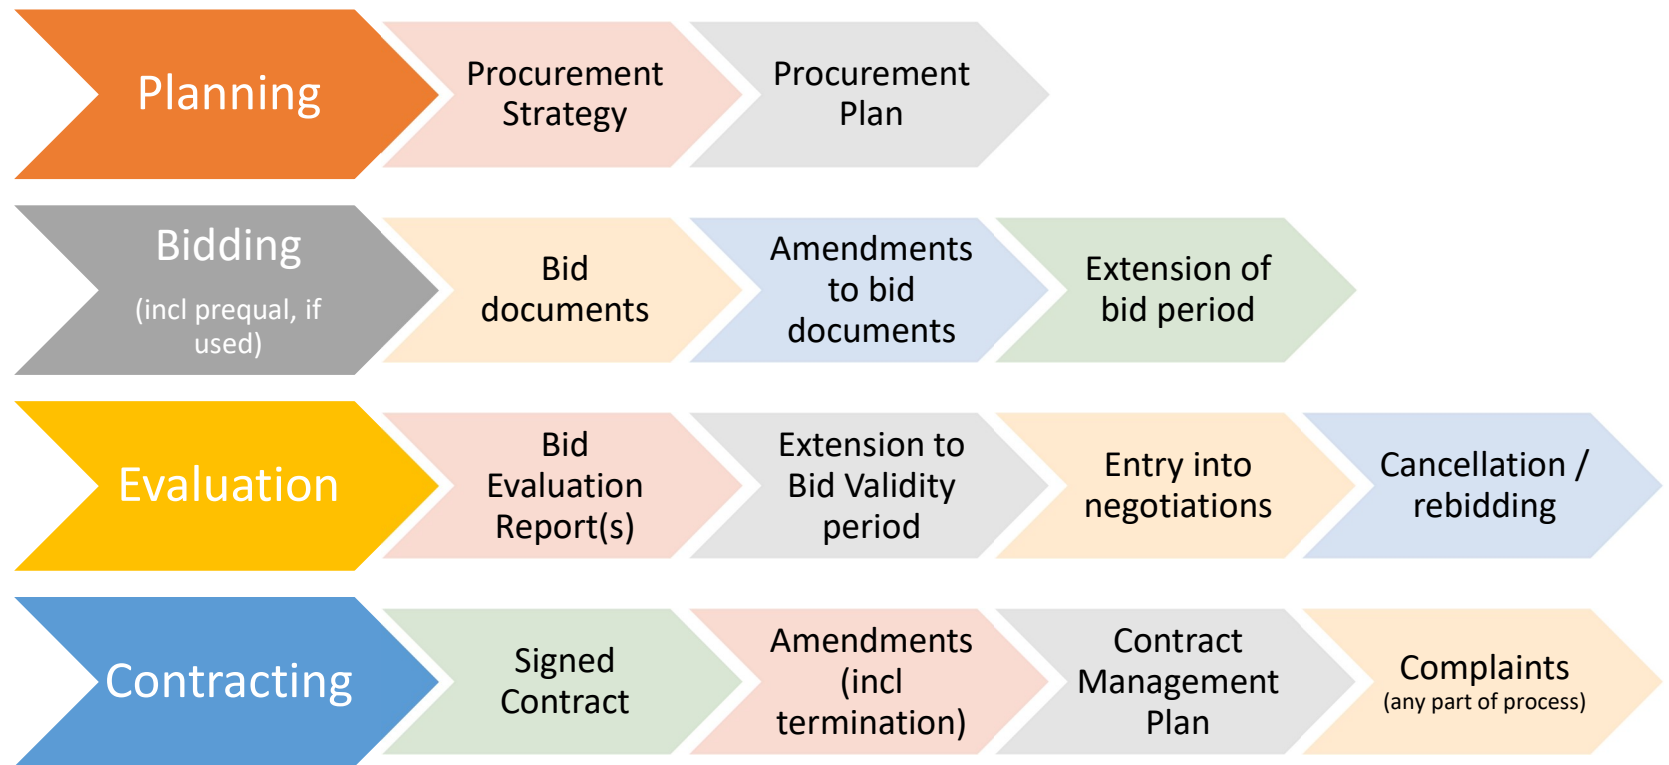 Planning
Procurement
Strategy
Procurement
Plan
Bidding
(incl prequal, if
used)
Bid
documents
Amendments
to bid
documents
Extension of
bid period
Evaluation
Bid
Evaluation
Report(s)
Extension to
Bid Validity
period
Entry into
negotiations
Cancellation /
rebidding
Contracting
Signed
Contract
Amendments
(incl
termination)
Contract
Management
Plan
Complaints
(any part of process)